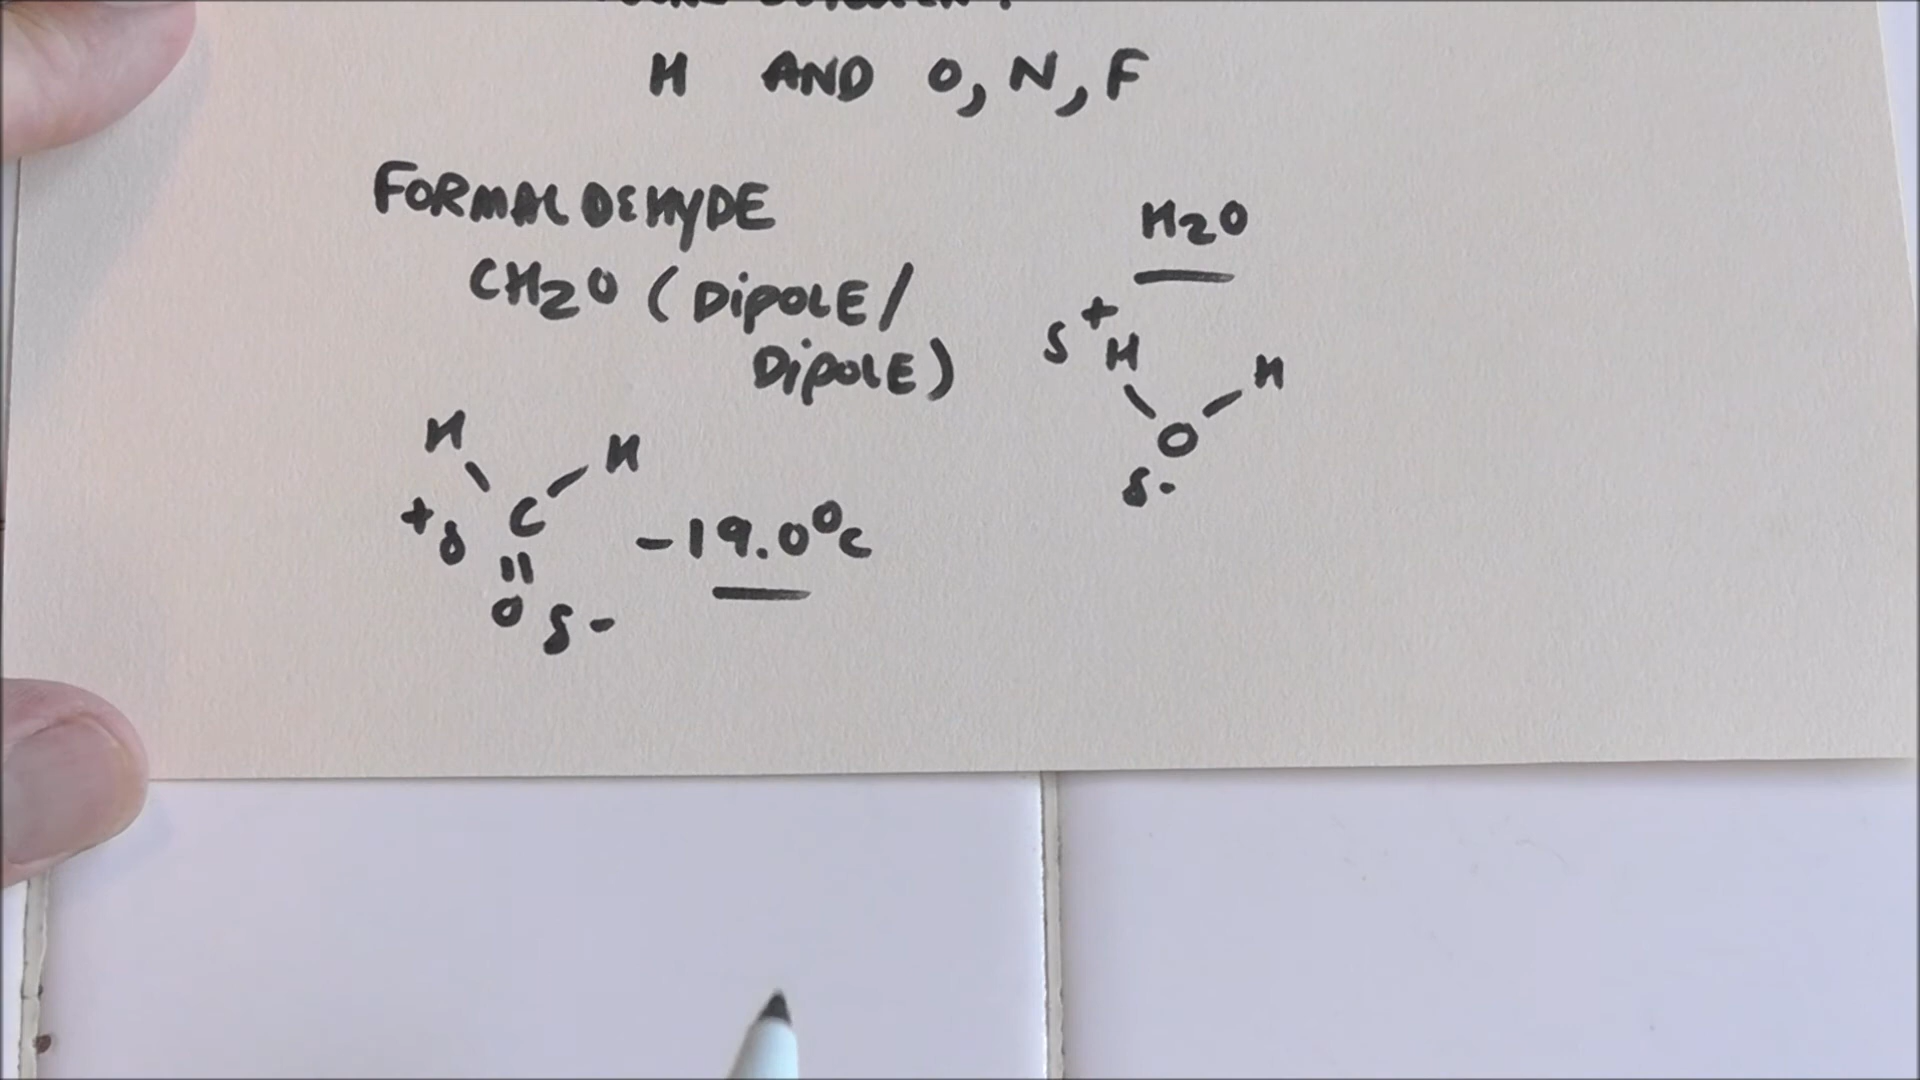 H AND O, N, F
FORMALDEHYDE
CH2O (DIPOLE/
DIPOLE)
H H
+δ C
||
O δ-
-19.0°C
H2O
δ+ H H
O
δ-